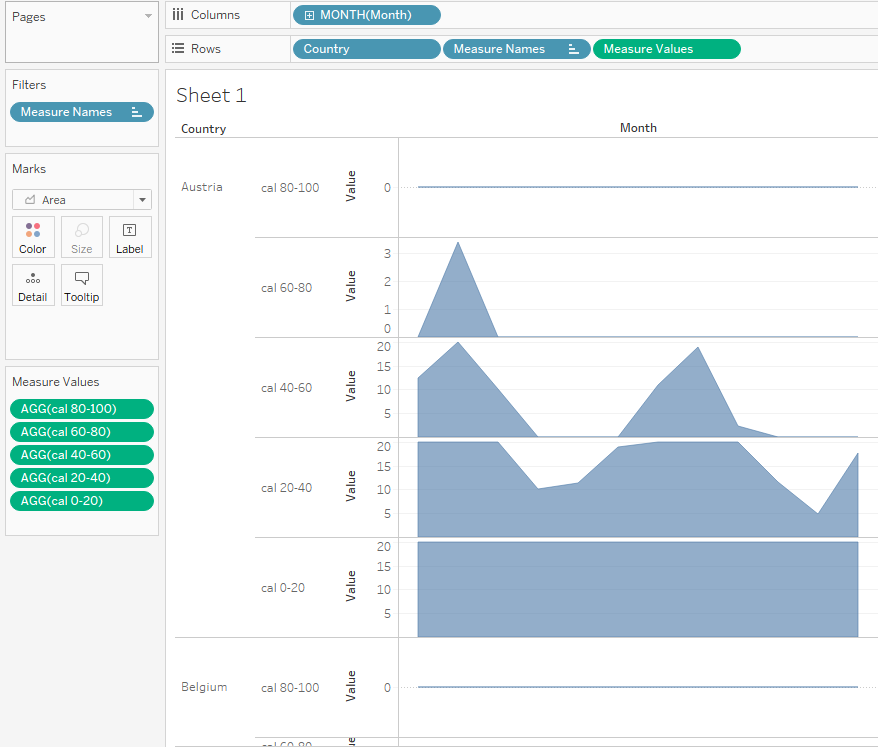 Pages
Columns
MONTH(Month)
Rows
Country
Measure Names
Measure Values
Filters
Measure Names
Marks
Area
Color
Size
Label
Detail
Tooltip
Measure Values
AGG(cal 80-100)
AGG(cal 60-80)
AGG(cal 40-60)
AGG(cal 20-40)
AGG(cal 0-20)
Sheet 1
Country
Month
Austria
cal 80-100
Value
0
cal 60-80
Value
3
2
1
0
cal 40-60
Value
20
15
10
5
cal 20-40
Value
20
15
10
5
cal 0-20
Value
20
15
10
5
Belgium
cal 80-100
Value
0